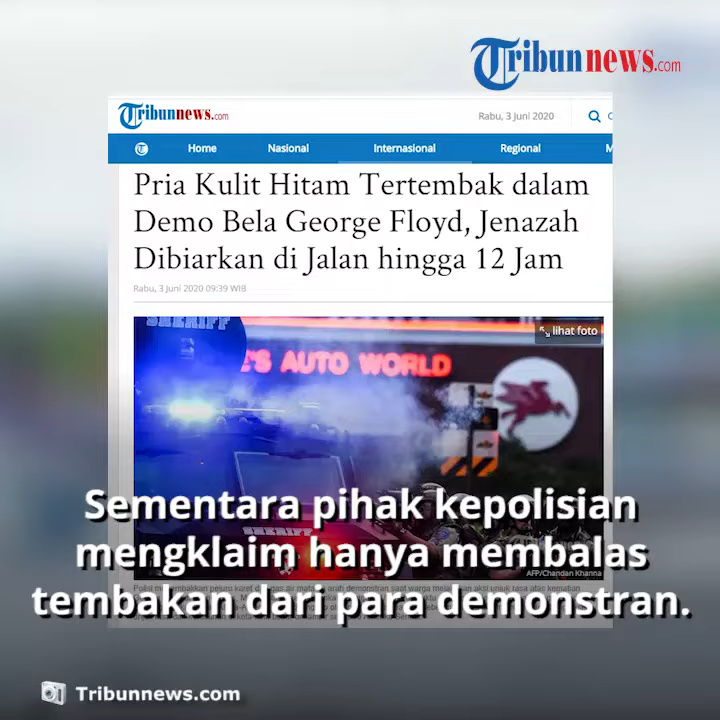 Tribunnews.com
Tribunnews.com
Rabu, 3 Juni 2020
Home Nasional Internasional Regional M
Pria Kulit Hitam Tertembak dalam
Demo Bela George Floyd, Jenazah
Dibiarkan di Jalan hingga 12 Jam
Rabu, 3 Juni 2020 09:39 WIB
SHERIFF
lihat foto
'S AUTO WORLD
SHERIFF
Sementara pihak kepolisian
mengklaim hanya membalas
AFP/Chandan Khanna
tembakan dari para demonstran.
Tribunnews.com